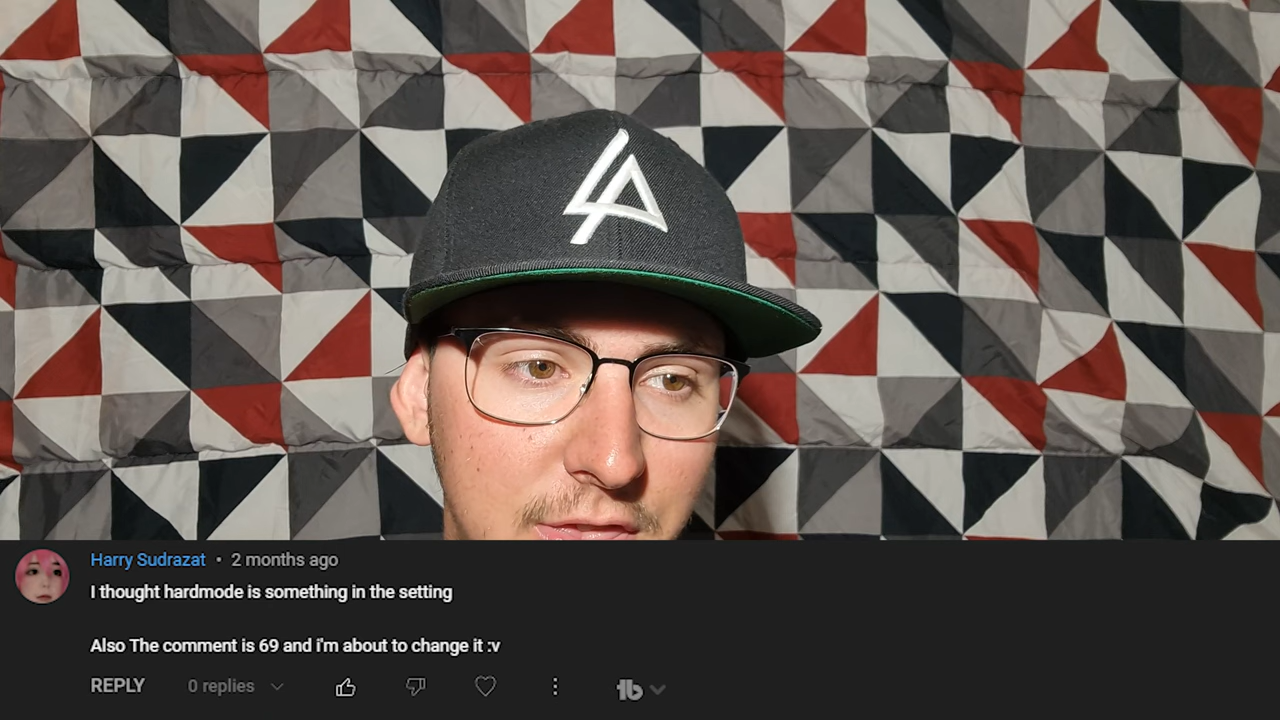 Harry Sudrazat • 2 months ago
I thought hardmode is something in the setting
Also The comment is 69 and i'm about to change it :v
REPLY 0 replies